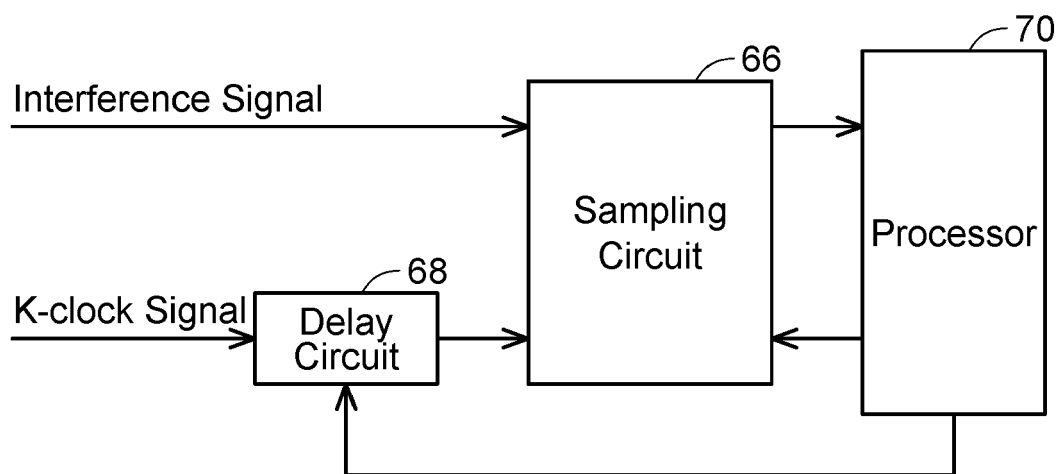 70
66
Interference Signal
Sampling
Circuit
Processor
68
K-clock Signal
Delay
Circuit